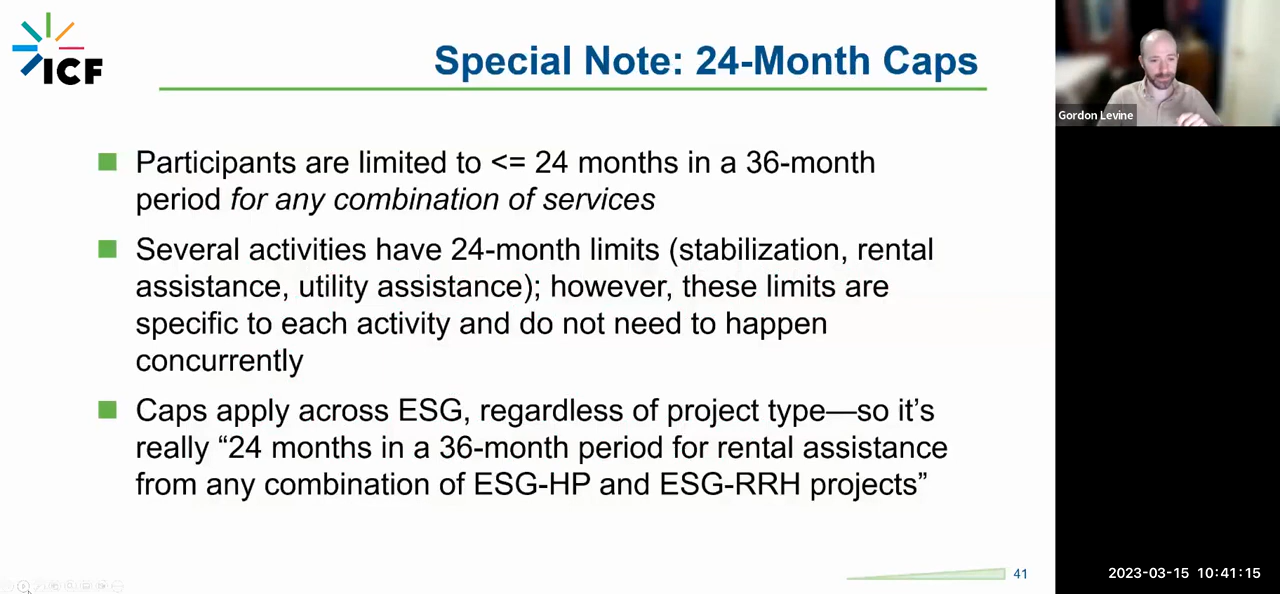 ICF
Special Note: 24-Month Caps
Gordon Levine
Participants are limited to <= 24 months in a 36-month
period for any combination of services
Several activities have 24-month limits (stabilization, rental
assistance, utility assistance); however, these limits are
specific to each activity and do not need to happen
concurrently
Caps apply across ESG, regardless of project type—so it’s
really “24 months in a 36-month period for rental assistance
from any combination of ESG-HP and ESG-RRH projects”
41
2023-03-15 10:41:15